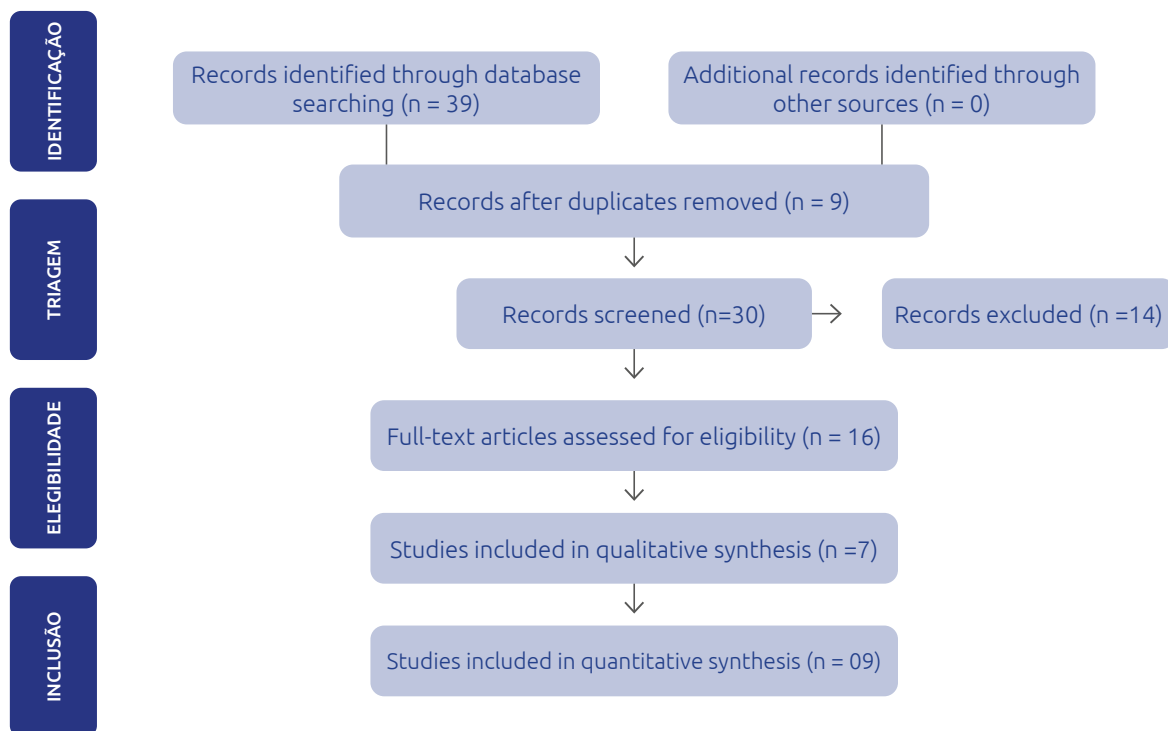 IDENTIFICAÇÃO
Records identified through database
searching (n = 39)
Additional records identified through
other sources (n = 0)
Records after duplicates removed (n = 9)
TRIAGEM
Records screened (n=30)
Records excluded (n =14)
ELEGIBILIDADE
Full-text articles assessed for eligibility (n = 16)
Studies included in qualitative synthesis (n =7)
INCLUSÃO
Studies included in quantitative synthesis (n = 09)